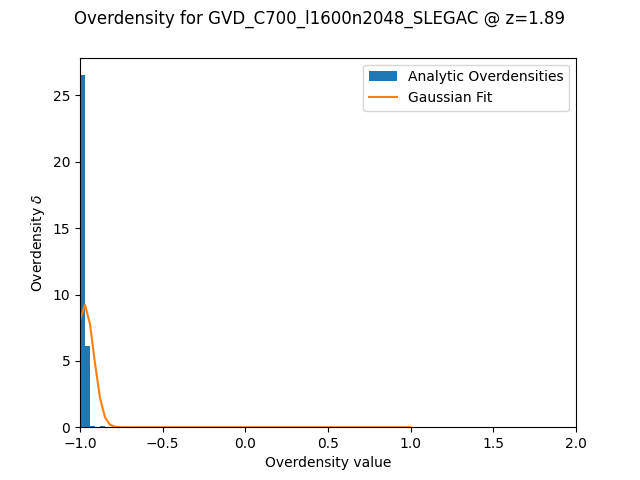 Overdensity for GVD_C700_l1600n2048_SLEGAC @ z=1.89
Analytic Overdensities
Gaussian Fit
Overdensity δ
25
20
15
10
5
0
−1.0
−0.5
0.0
0.5
1.0
1.5
2.0
Overdensity value